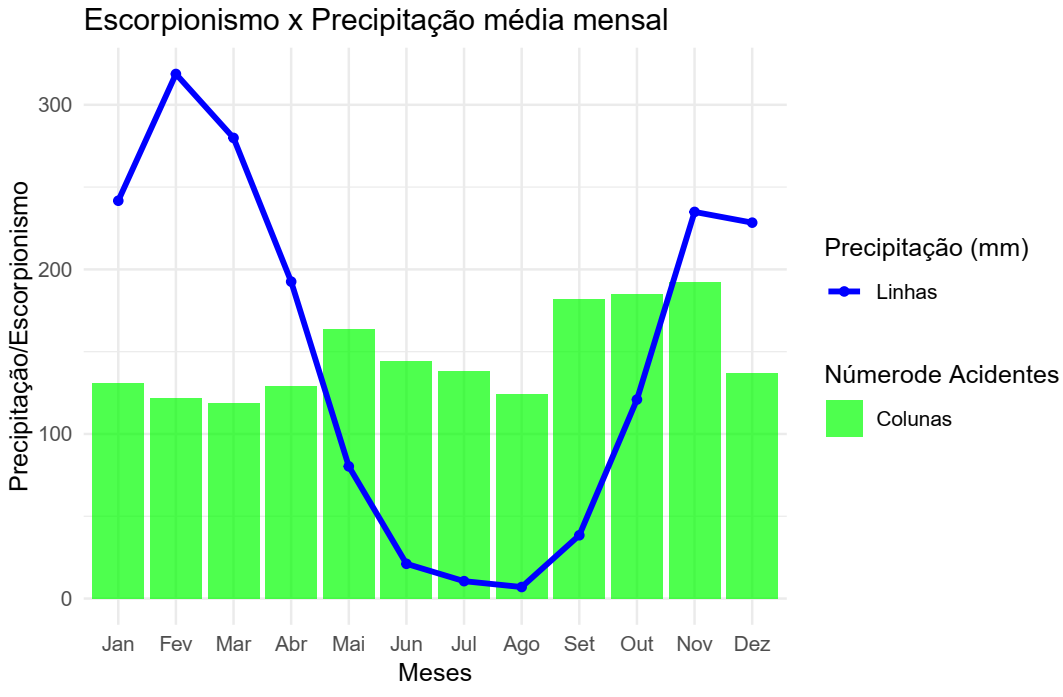 Escorpionismo x Precipitação média mensal
Precipitação/Escorpionismo
300
200
100
0
Jan Fev Mar Abr Mai Jun Jul Ago Set Out Nov Dez
Meses
Precipitação (mm)
Linhas
Númerode Acidentes
Colunas